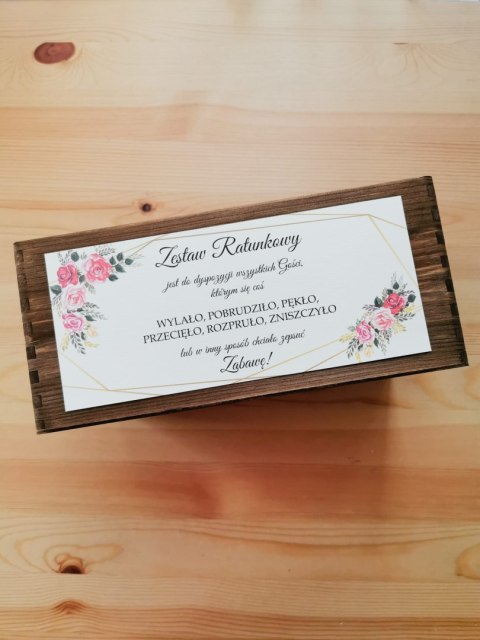 Zestaw Ratunkowy
jest do dyspozycji wszystkich Gości,
którym się coś
WYLAŁO, POBRUDZIŁO, PĘKŁO,
PRZECIĘŁO, ROZPRUŁO, ZNISZCZYŁO
lub w inny sposób chciało zepsuć
Zabawę!